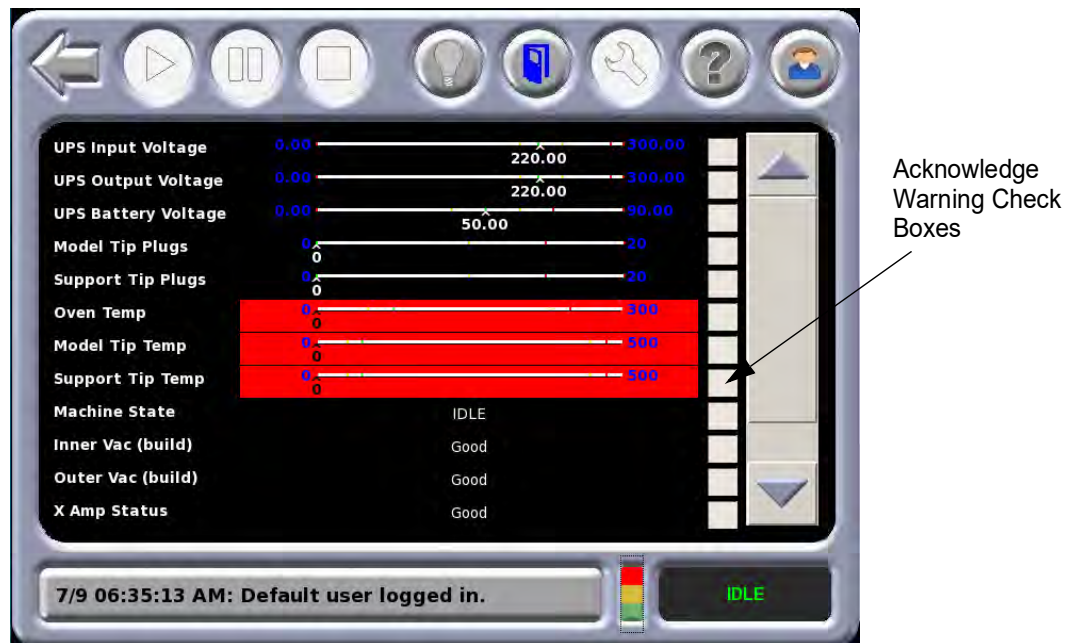 UPS Input Voltage 0.00 300.00
220.00
UPS Output Voltage 0.00 300.00
220.00
UPS Battery Voltage 0.00 90.00
50.00
Model Tip Plugs 0 20
0
Support Tip Plugs 0 20
0
Oven Temp 0 300
0
Model Tip Temp 0 500
0
Support Tip Temp 0 500
0
Machine State IDLE
Inner Vac (build) Good
Outer Vac (build) Good
X Amp Status Good
7/9 06:35:13 AM: Default user logged in.
IDLE
Acknowledge
Warning Check
Boxes